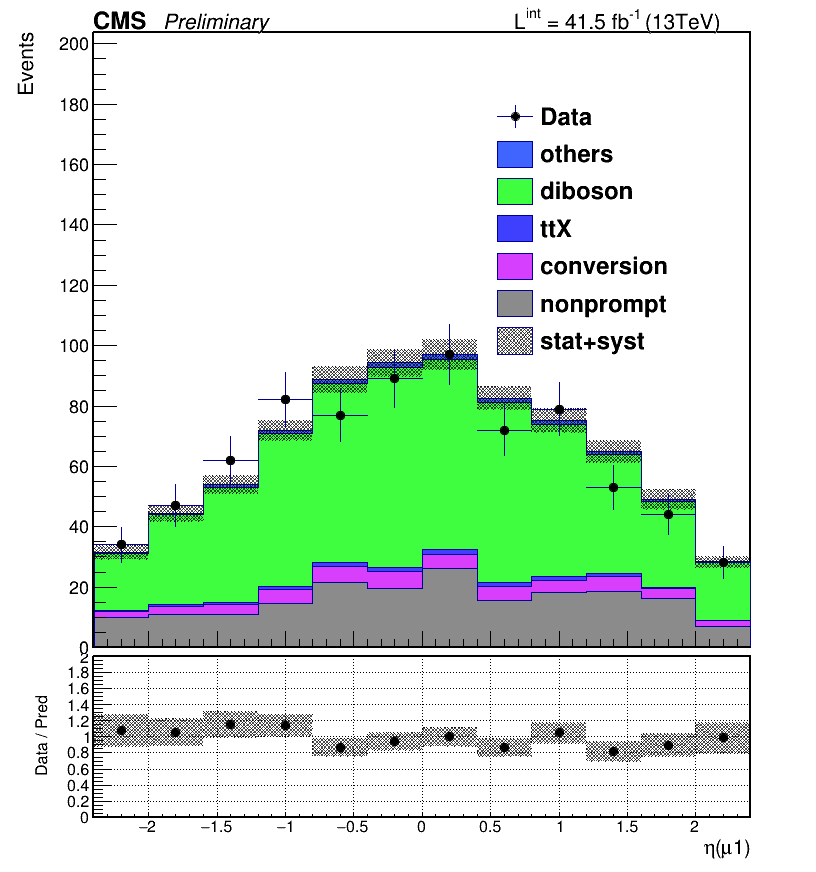 CMS Preliminary L^int = 41.5 fb^-1 (13TeV)
Events
200
180
160
140
120
100
80
60
40
20
0
Data
others
diboson
ttX
conversion
nonprompt
stat+syst
Data / Pred
2
1.8
1.6
1.4
1.2
1
0.8
0.6
0.4
0.2
0
−2 −1.5 −1 −0.5 0 0.5 1 1.5 2
η(μ1)